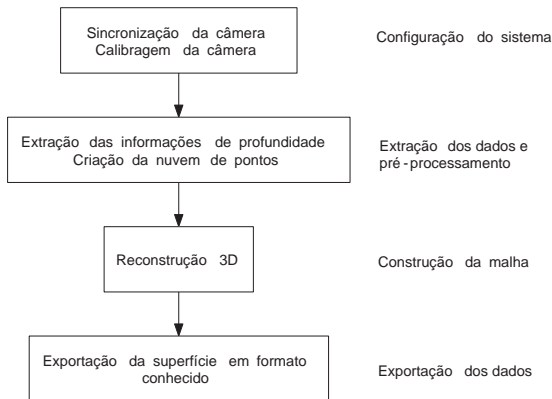 Sincronização da câmera
Calibragem da câmera
Configuração do sistema
Extração das informações de profundidade
Criação da nuvem de pontos
Extração dos dados e
pré-processamento
Reconstrução 3D
Construção da malha
Exportação da superfície em formato
conhecido
Exportação dos dados